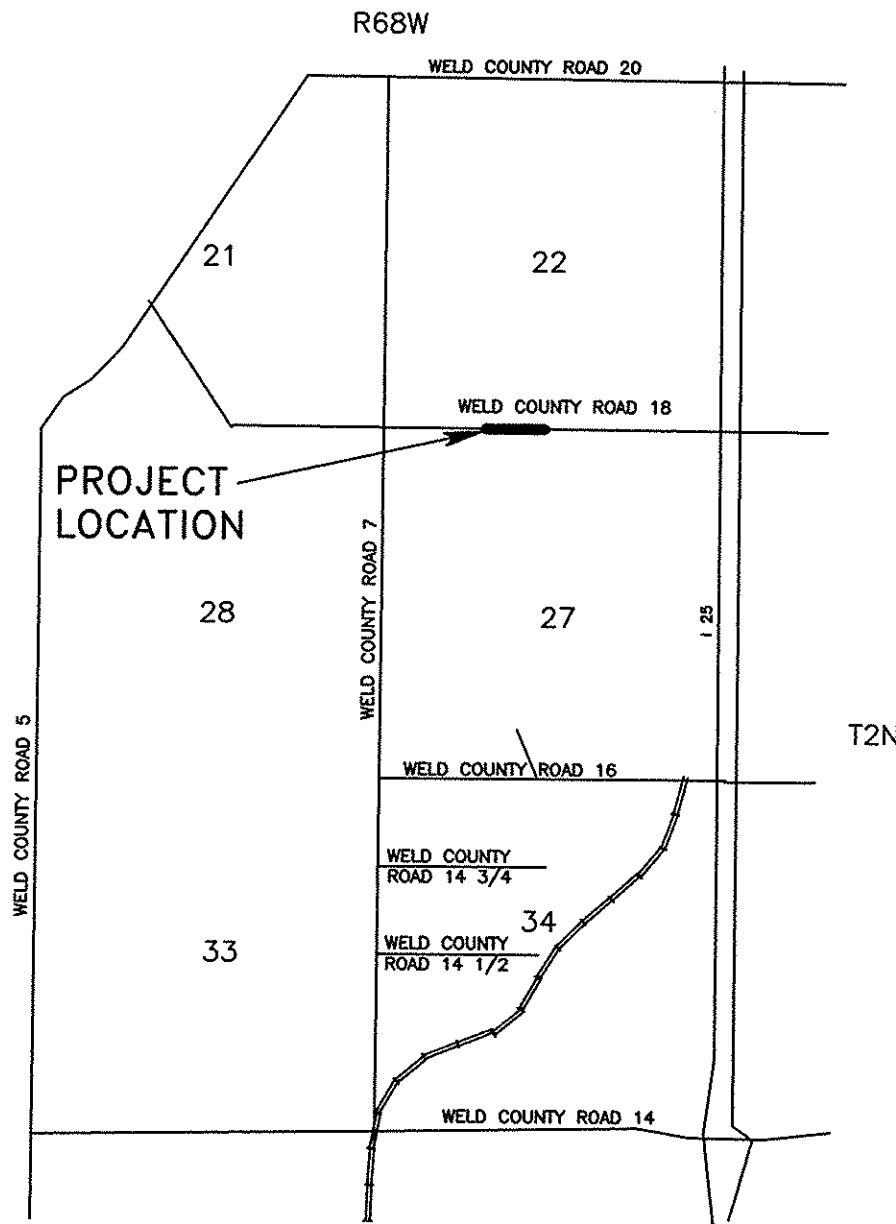 R68W
WELD COUNTY ROAD 20
21
22
WELD COUNTY ROAD 18
PROJECT
LOCATION
WELD COUNTY ROAD 7
28
27
I 25
WELD COUNTY ROAD 5
T2N
WELD COUNTY ROAD 16
WELD COUNTY
ROAD 14 3/4
34
33
WELD COUNTY
ROAD 14 1/2
WELD COUNTY ROAD 14